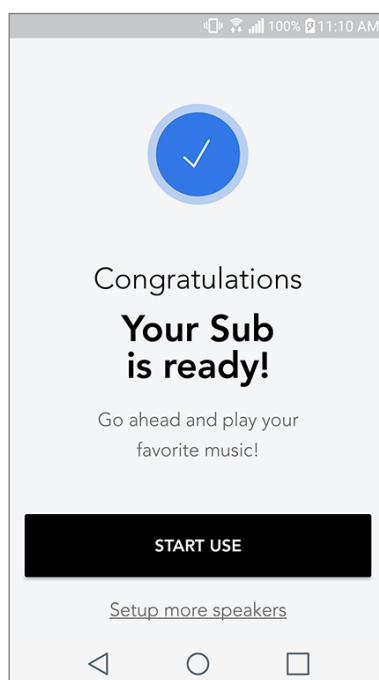 100% 11:10 AM
Congratulations
Your Sub
is ready!
Go ahead and play your
favorite music!
START USE
Setup more speakers